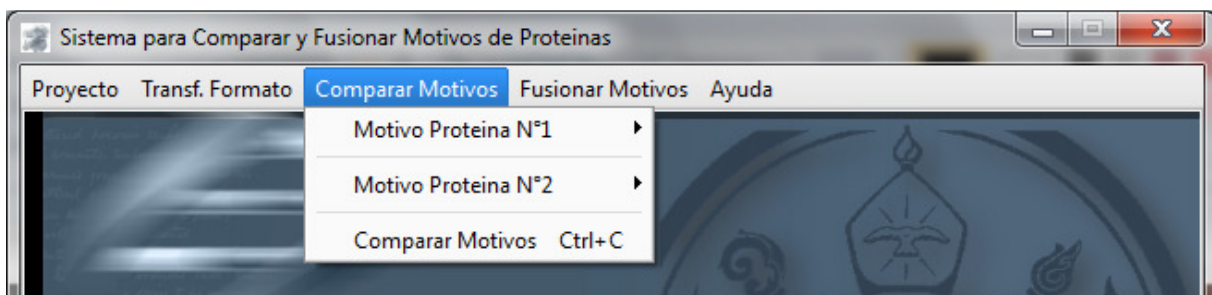 Sistema para Comparar y Fusionar Motivos de Proteinas
Proyecto Transf. Formato Comparar Motivos Fusionar Motivos Ayuda
Motivo Proteina N°1
Motivo Proteina N°2
Comparar Motivos Ctrl+C